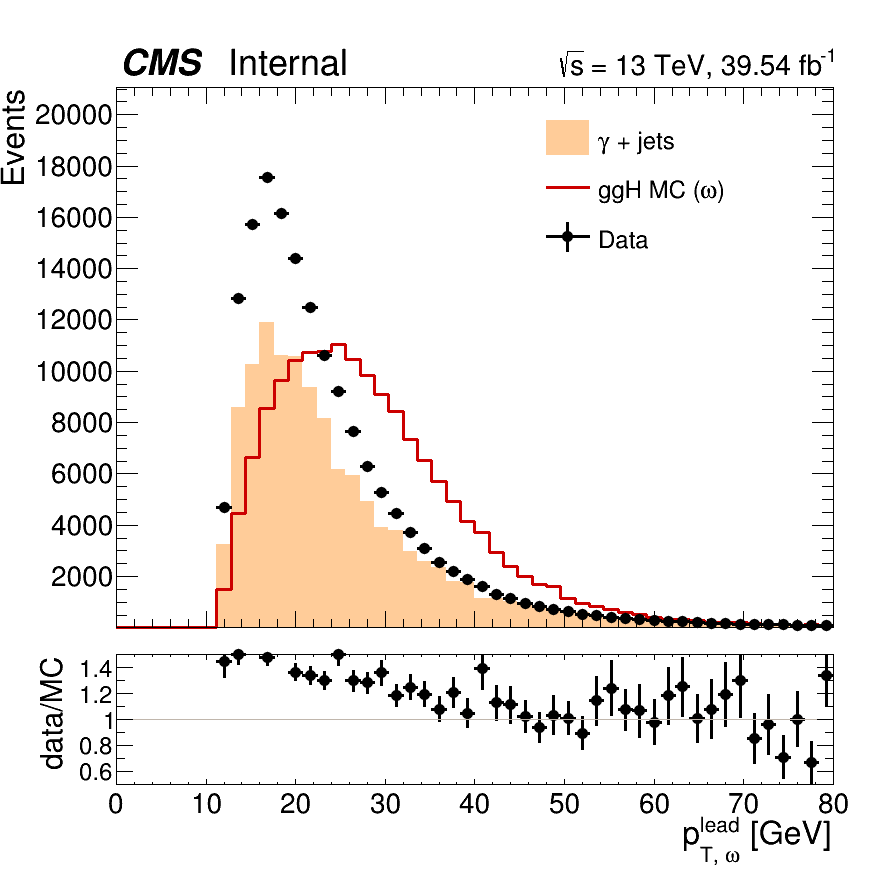 CMS Internal
√s = 13 TeV, 39.54 fb⁻¹
Events
20000
18000
16000
14000
12000
10000
8000
6000
4000
2000
γ + jets
ggH MC (ω)
Data
data/MC
1.4
1.2
1
0.8
0.6
0 10 20 30 40 50 60 70 80
p_{T, ω}^{lead} [GeV]